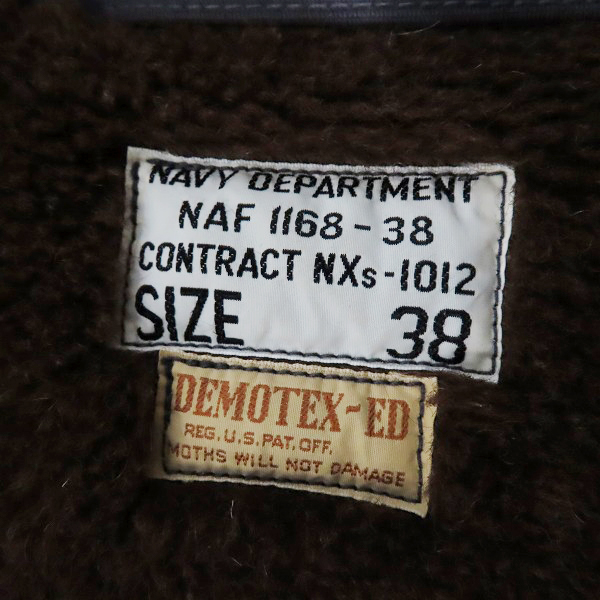 NAVY DEPARTMENT
NAF 1168-38
CONTRACT NXs-1012
SIZE 38
DEMOTEX-ED
REG. U.S. PAT. OFF.
MOTHS WILL NOT DAMAGE